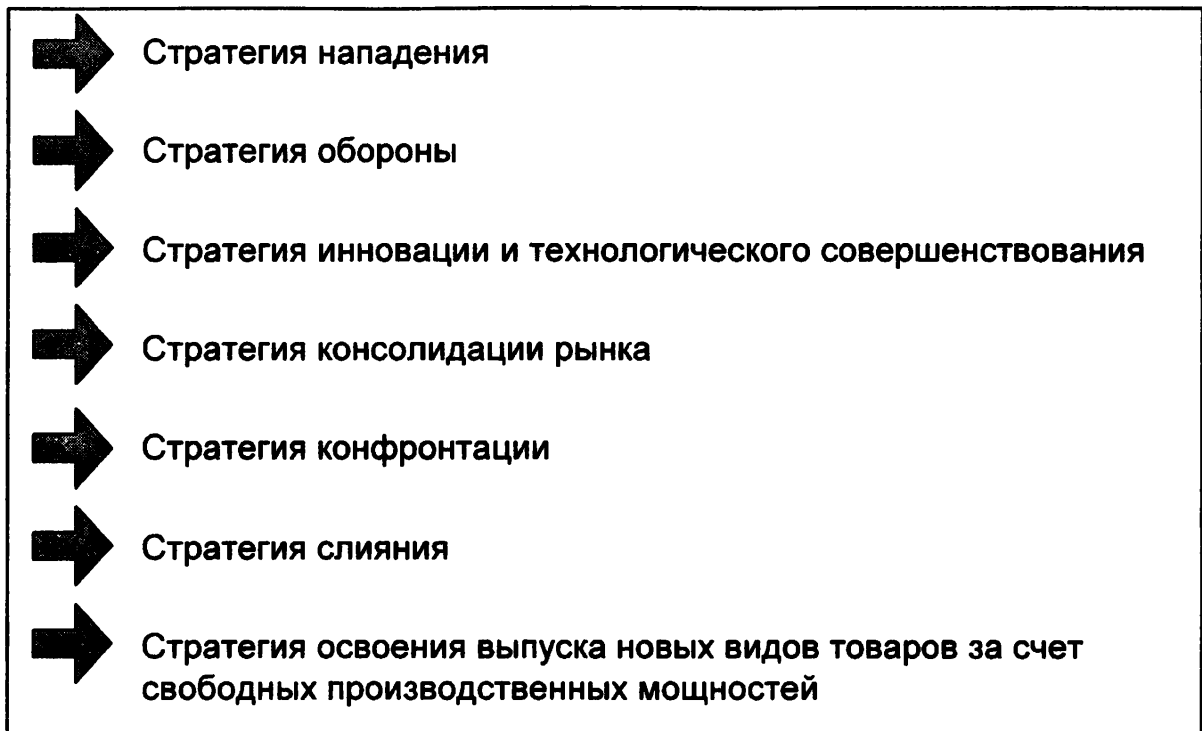 Стратегия нападения
Стратегия обороны
Стратегия инновации и технологического совершенствования
Стратегия консолидации рынка
Стратегия конфронтации
Стратегия слияния
Стратегия освоения выпуска новых видов товаров за счет
свободных производственных мощностей